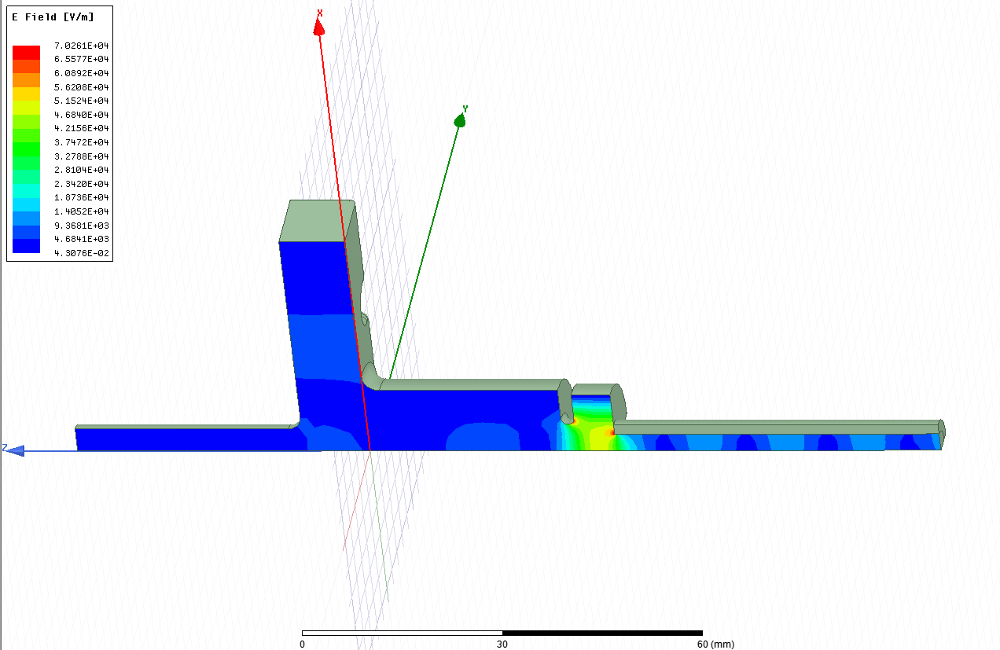 E Field [V/m]
7.0261E+04
6.5577E+04
6.0892E+04
5.6208E+04
5.1524E+04
4.6840E+04
4.2156E+04
3.7472E+04
3.2788E+04
2.8104E+04
2.3420E+04
1.8736E+04
1.4052E+04
9.3681E+03
4.6841E+03
4.3076E-02
X
Y
Z
0 30 60 (mm)